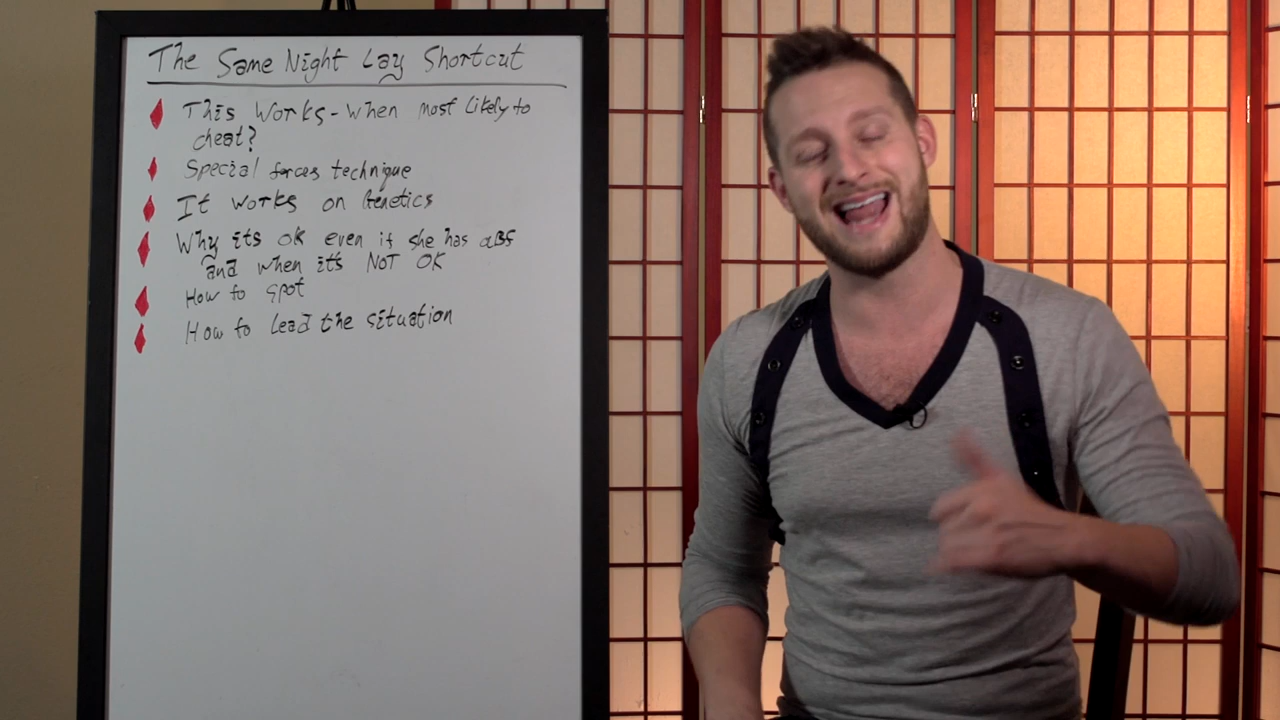 The Same Night Lay Shortcut
This Works - When most Likely to
cheat?
Special forces technique
It works on Genetics
Why its ok even if she has aBF
and when it's NOT OK
How to spot
How to Lead the situation